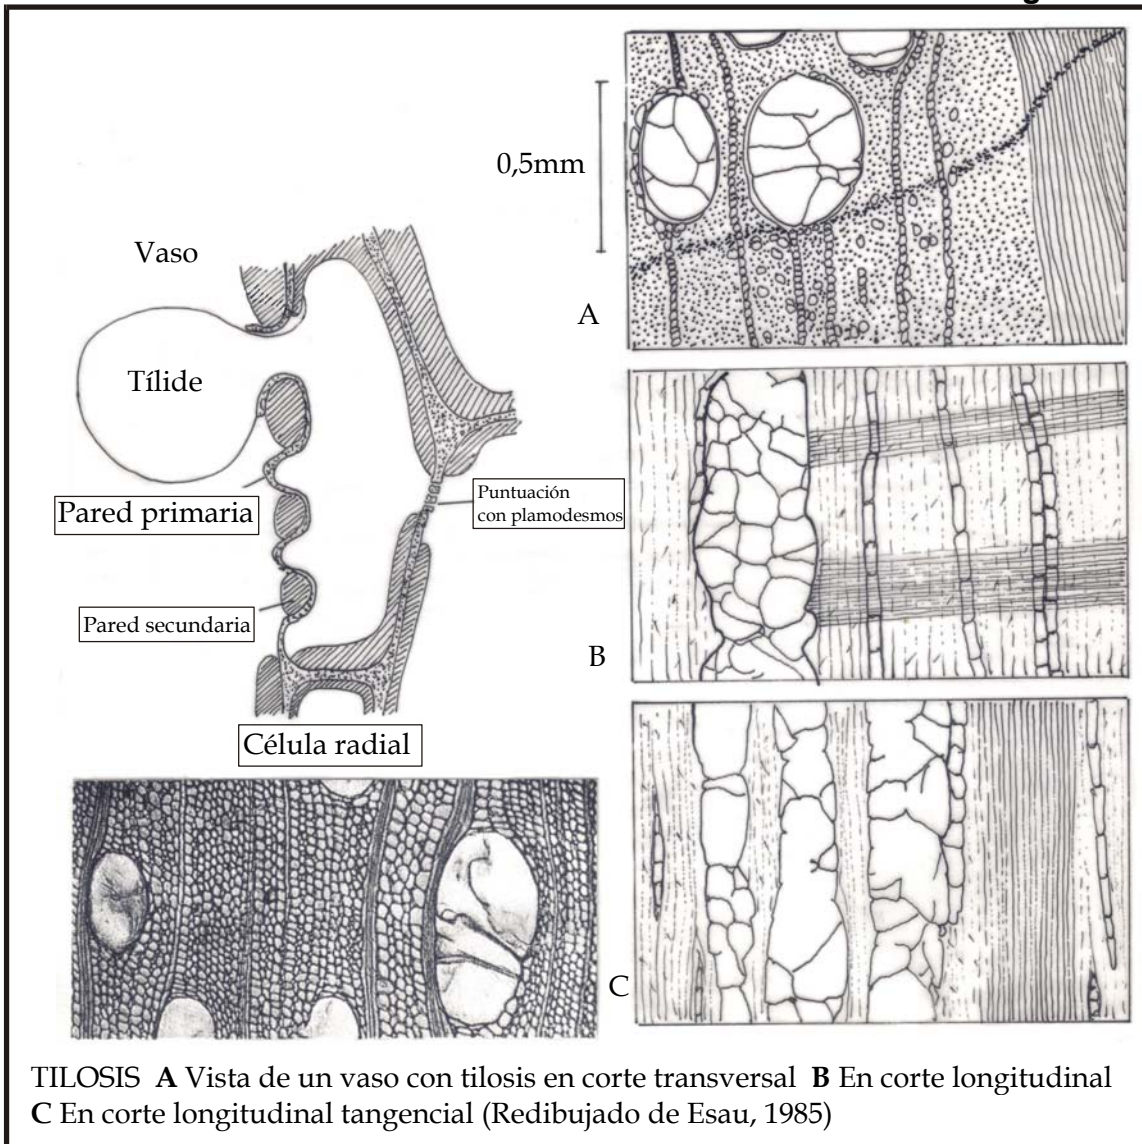 0,5mm
Vaso
A
Tílide
Pared primaria
Puntuación
con plamodesmos
Pared secundaria
B
Célula radial
C
TILOSIS A Vista de un vaso con tilosis en corte transversal B En corte longitudinal
C En corte longitudinal tangencial (Redibujado de Esau, 1985)